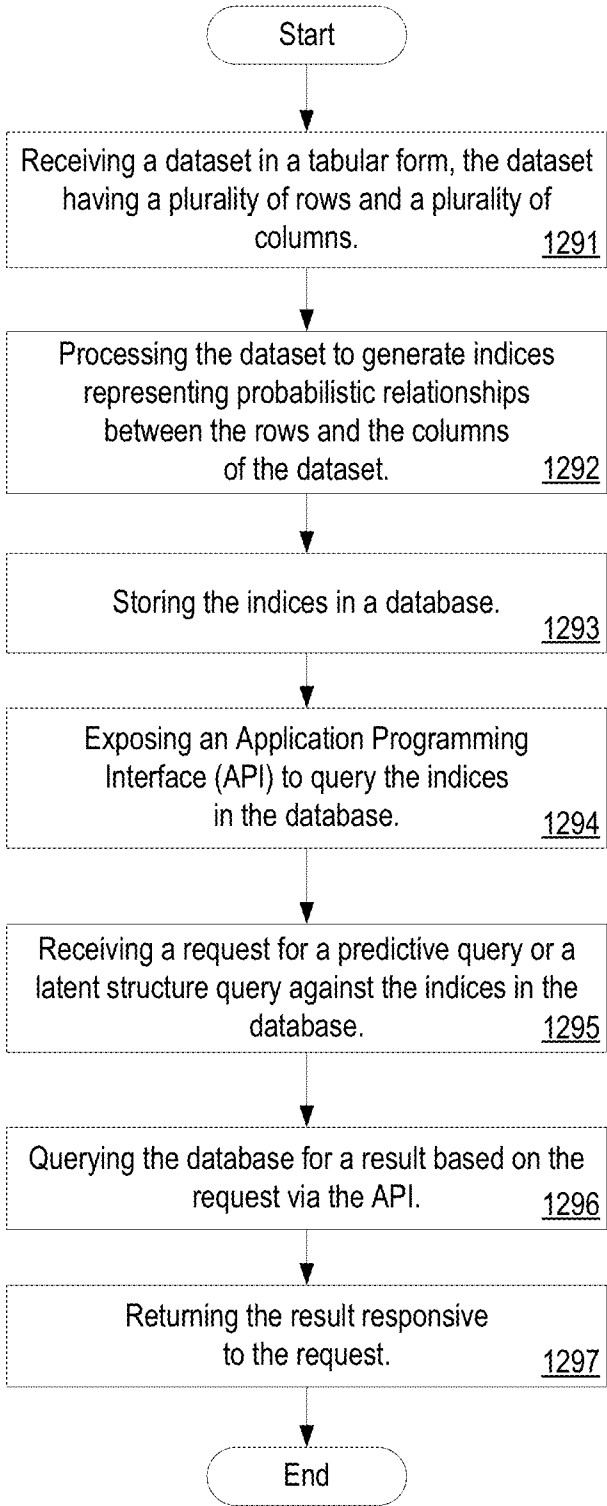 Start
Receiving a dataset in a tabular form, the dataset
having a plurality of rows and a plurality of
columns.
1291
Processing the dataset to generate indices
representing probabilistic relationships
between the rows and the columns
of the dataset.
1292
Storing the indices in a database.
1293
Exposing an Application Programming
Interface (API) to query the indices
in the database.
1294
Receiving a request for a predictive query or a
latent structure query against the indices in the
database.
1295
Querying the database for a result based on the
request via the API.
1296
Returning the result responsive
to the request.
1297
End